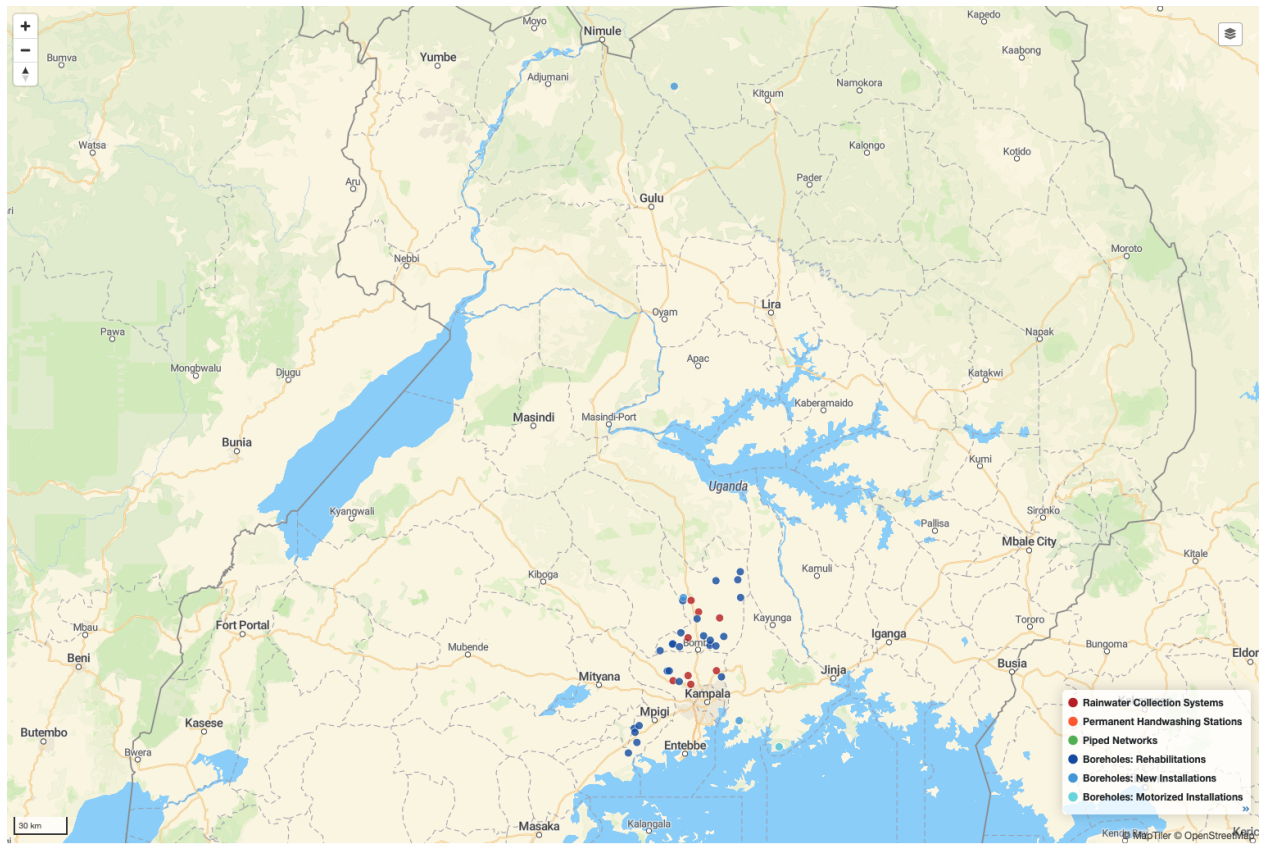 Kapedo
Moyo
Nimule
Kaabong
Yumbe
Bumva
Adjumani
Namokora
Kitgum
Watsa
Kalongo
Kotido
Aru
Pader
Gulu
ri
Moroto
Nebbi
Lira
Oyam
Pawa
Napak
Apac
Mongbwalu
Djugu
Katakwi
Kaberamaido
Masindi
Masindi-Port
Bunia
Kumi
Uganda
Kyangwali
Sironko
Pallisa
Mbale City
Kitale
Kiboga
Kamuli
Kayunga
Tororo
Fort Portal
Mbau
Iganga
Mubende
Bungoma
Beni
Eldor
Busia
Jinja
Mityana
Kampala
Mpigi
Kasese
Butembo
Entebbe
Bwera
Rainwater Collection Systems
Permanent Handwashing Stations
Piped Networks
Boreholes: Rehabilitations
Boreholes: New Installations
Boreholes: Motorized Installations
»
30 km
Masaka
Kalangala
© MapTiler © OpenStreetMap